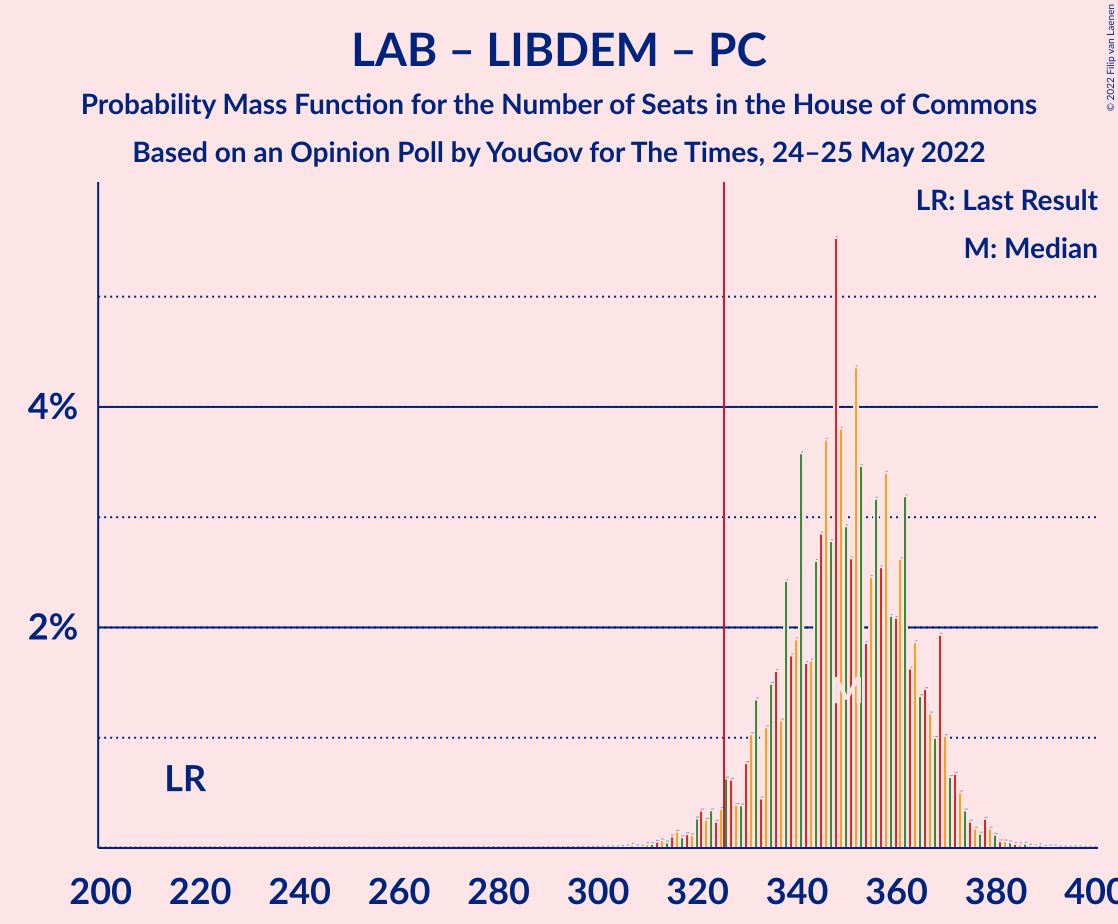 LAB – LIBDEM – PC
Probability Mass Function for the Number of Seats in the House of Commons
Based on an Opinion Poll by YouGov for The Times, 24–25 May 2022
© 2022 Filip van Laenen
LR: Last Result
M: Median
4%
2%
LR
M
200 220 240 260 280 300 320 340 360 380 400